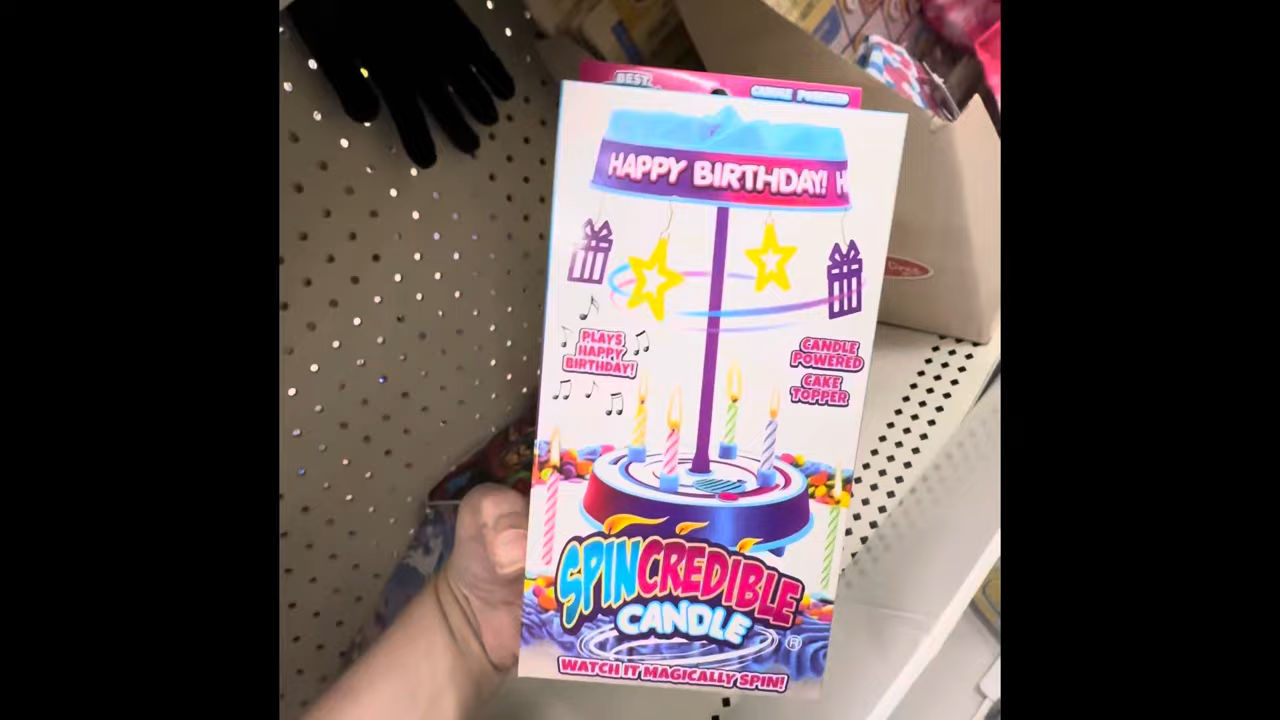 BEST
CANDLE POWERED
HAPPY BIRTHDAY! H
PLAYS
HAPPY
BIRTHDAY!
CANDLE
POWERED
CAKE
TOPPER
SPINCREDIBLE
CANDLE
®
WATCH IT MAGICALLY SPIN!